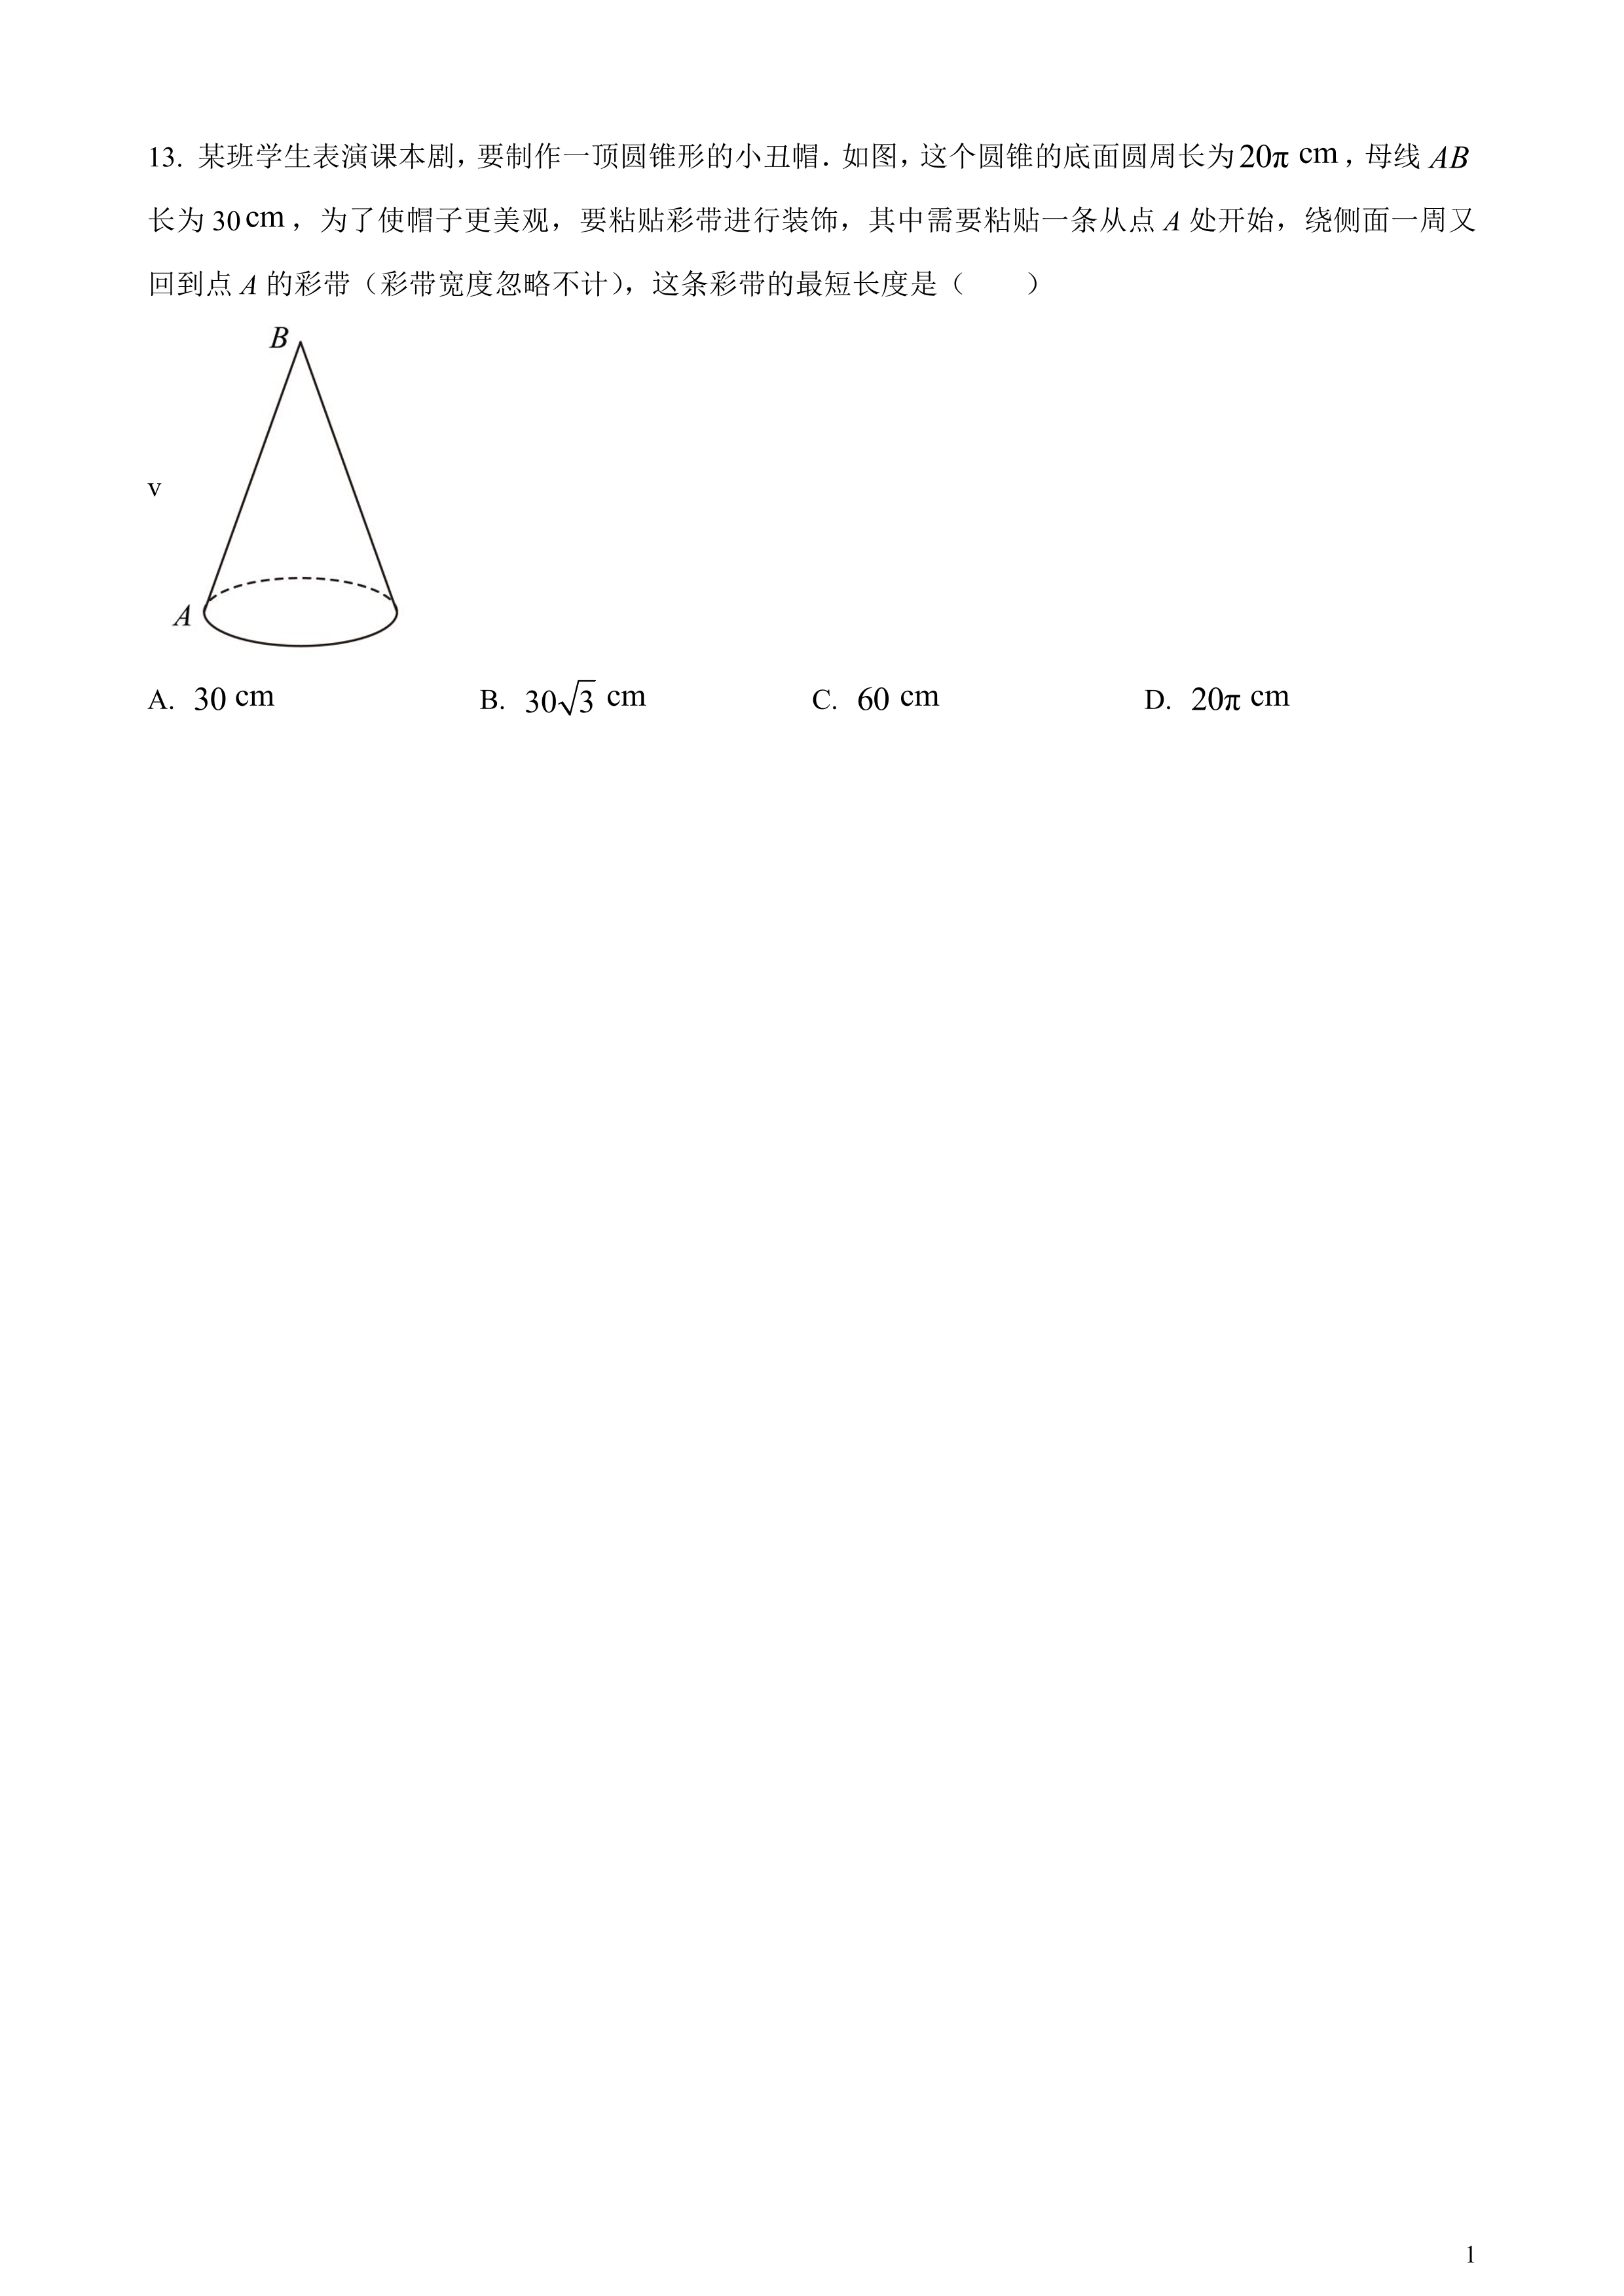 13. 某班学生表演课本剧，要制作一顶圆锥形的小丑帽．如图，这个圆锥的底面圆周长为20π cm，母线 AB
长为 30 cm，为了使帽子更美观，要粘贴彩带进行装饰，其中需要粘贴一条从点 A 处开始，绕侧面一周又
回到点 A 的彩带（彩带宽度忽略不计），这条彩带的最短长度是（　　）
B
v
A
A. 30 cm B. 30√3 cm C. 60 cm D. 20π cm
1